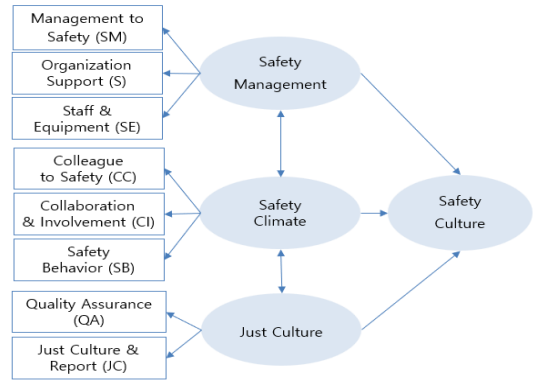 Management to
Safety (SM)
Organization
Support (S)
Staff &
Equipment (SE)
Colleague
to Safety (CC)
Collaboration
& Involvement (CI)
Safety
Behavior (SB)
Quality Assurance
(QA)
Just Culture &
Report (JC)
Safety
Management
Safety
Climate
Just Culture
Safety
Culture